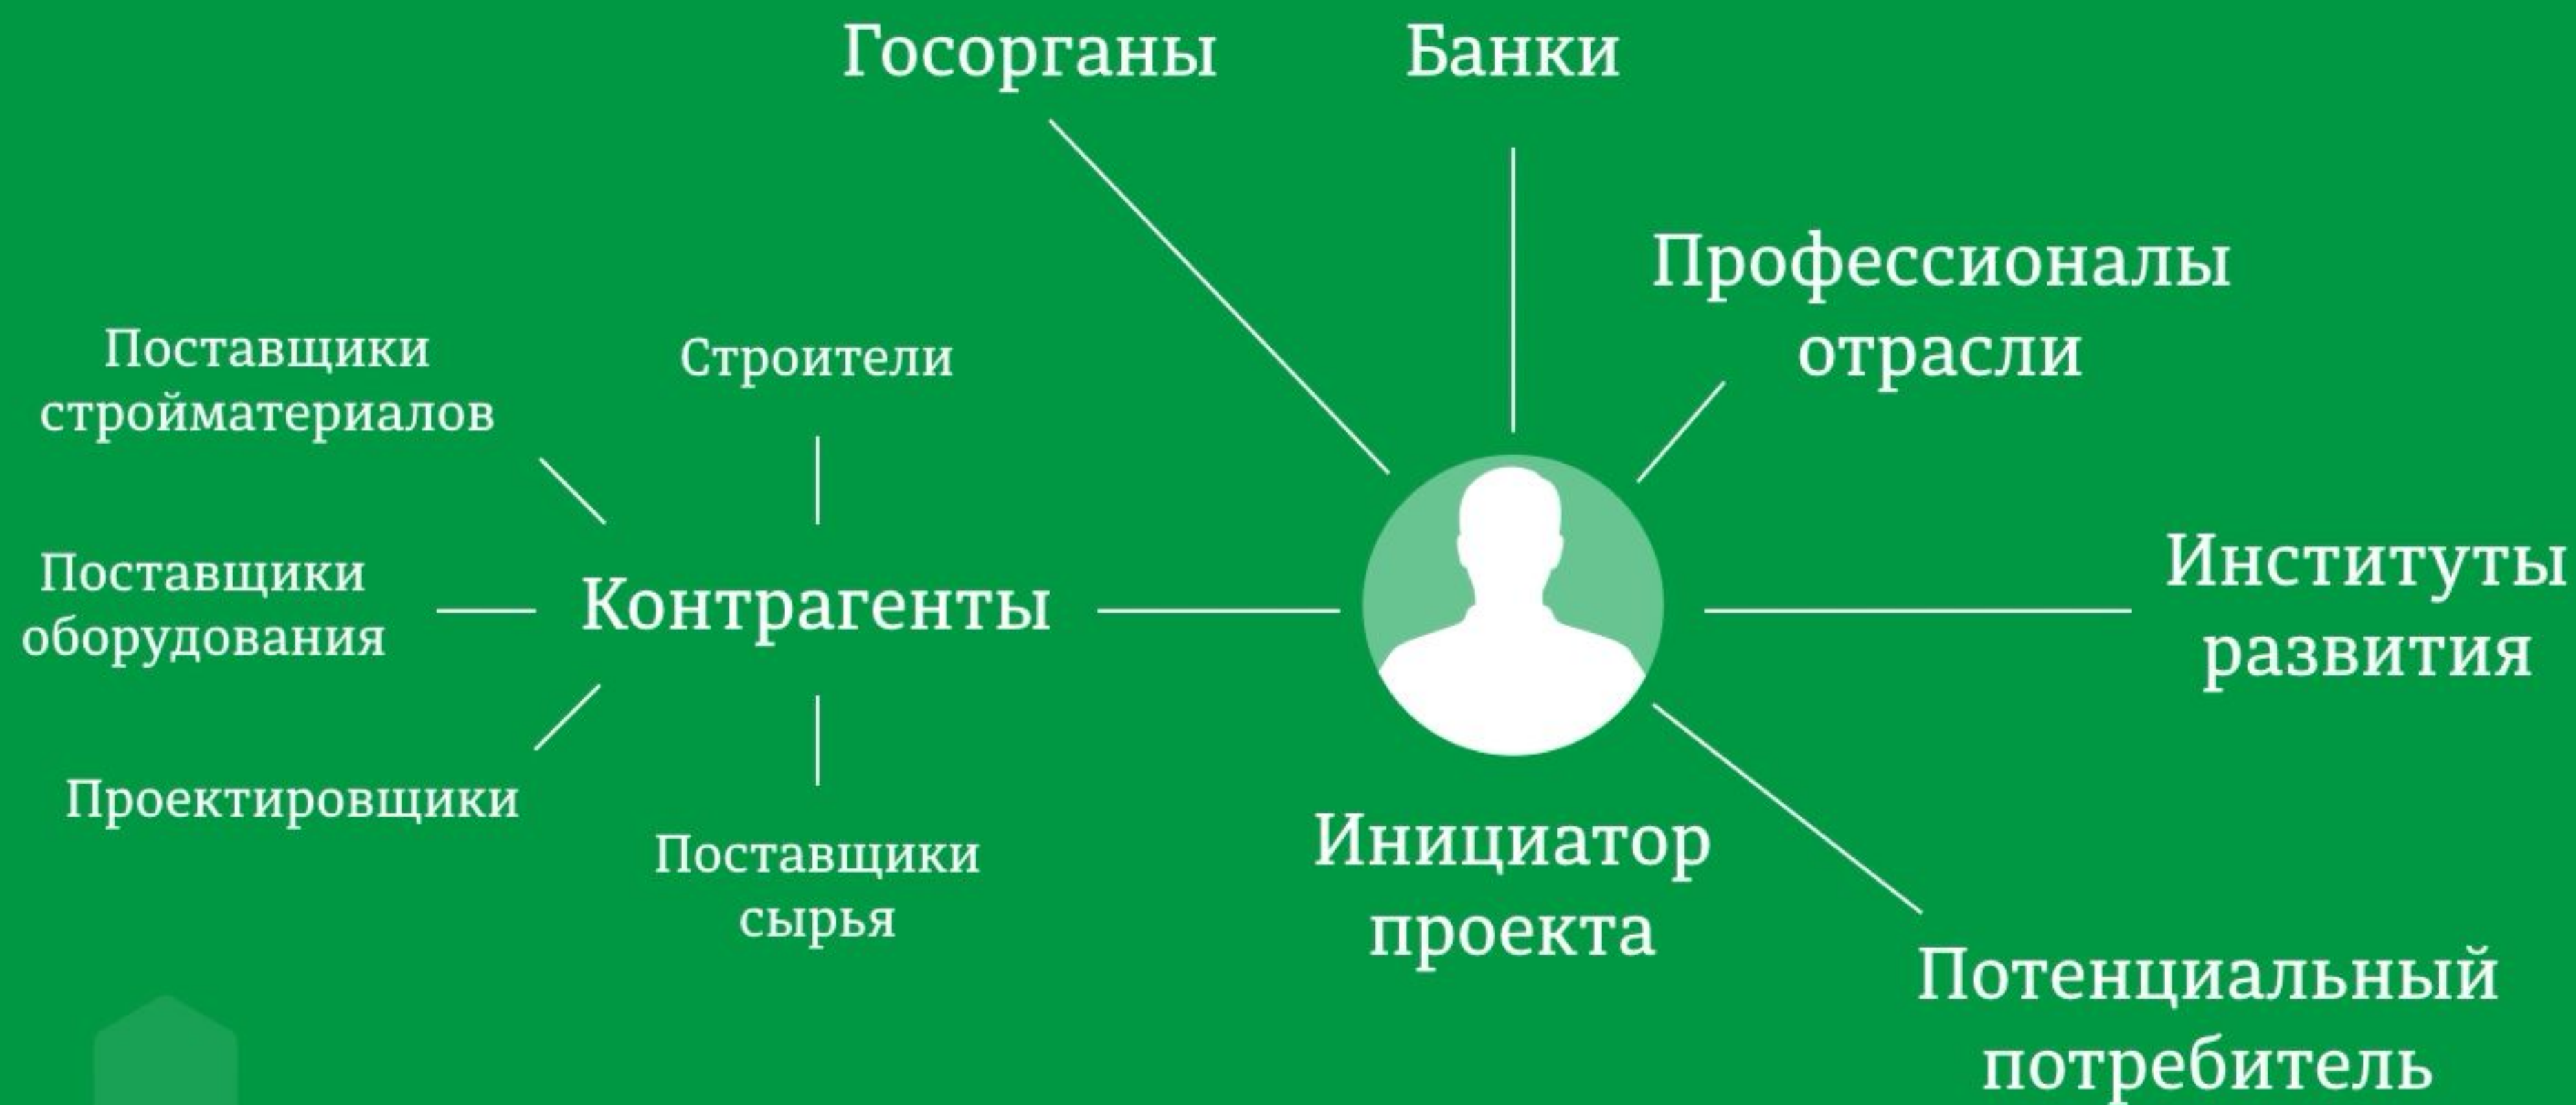 Госорганы
Банки
Профессионалы
отрасли
Поставщики
стройматериалов
Строители
Поставщики
оборудования
Контрагенты
Институты
развития
Проектировщики
Поставщики
сырья
Инициатор
проекта
Потенциальный
потребитель